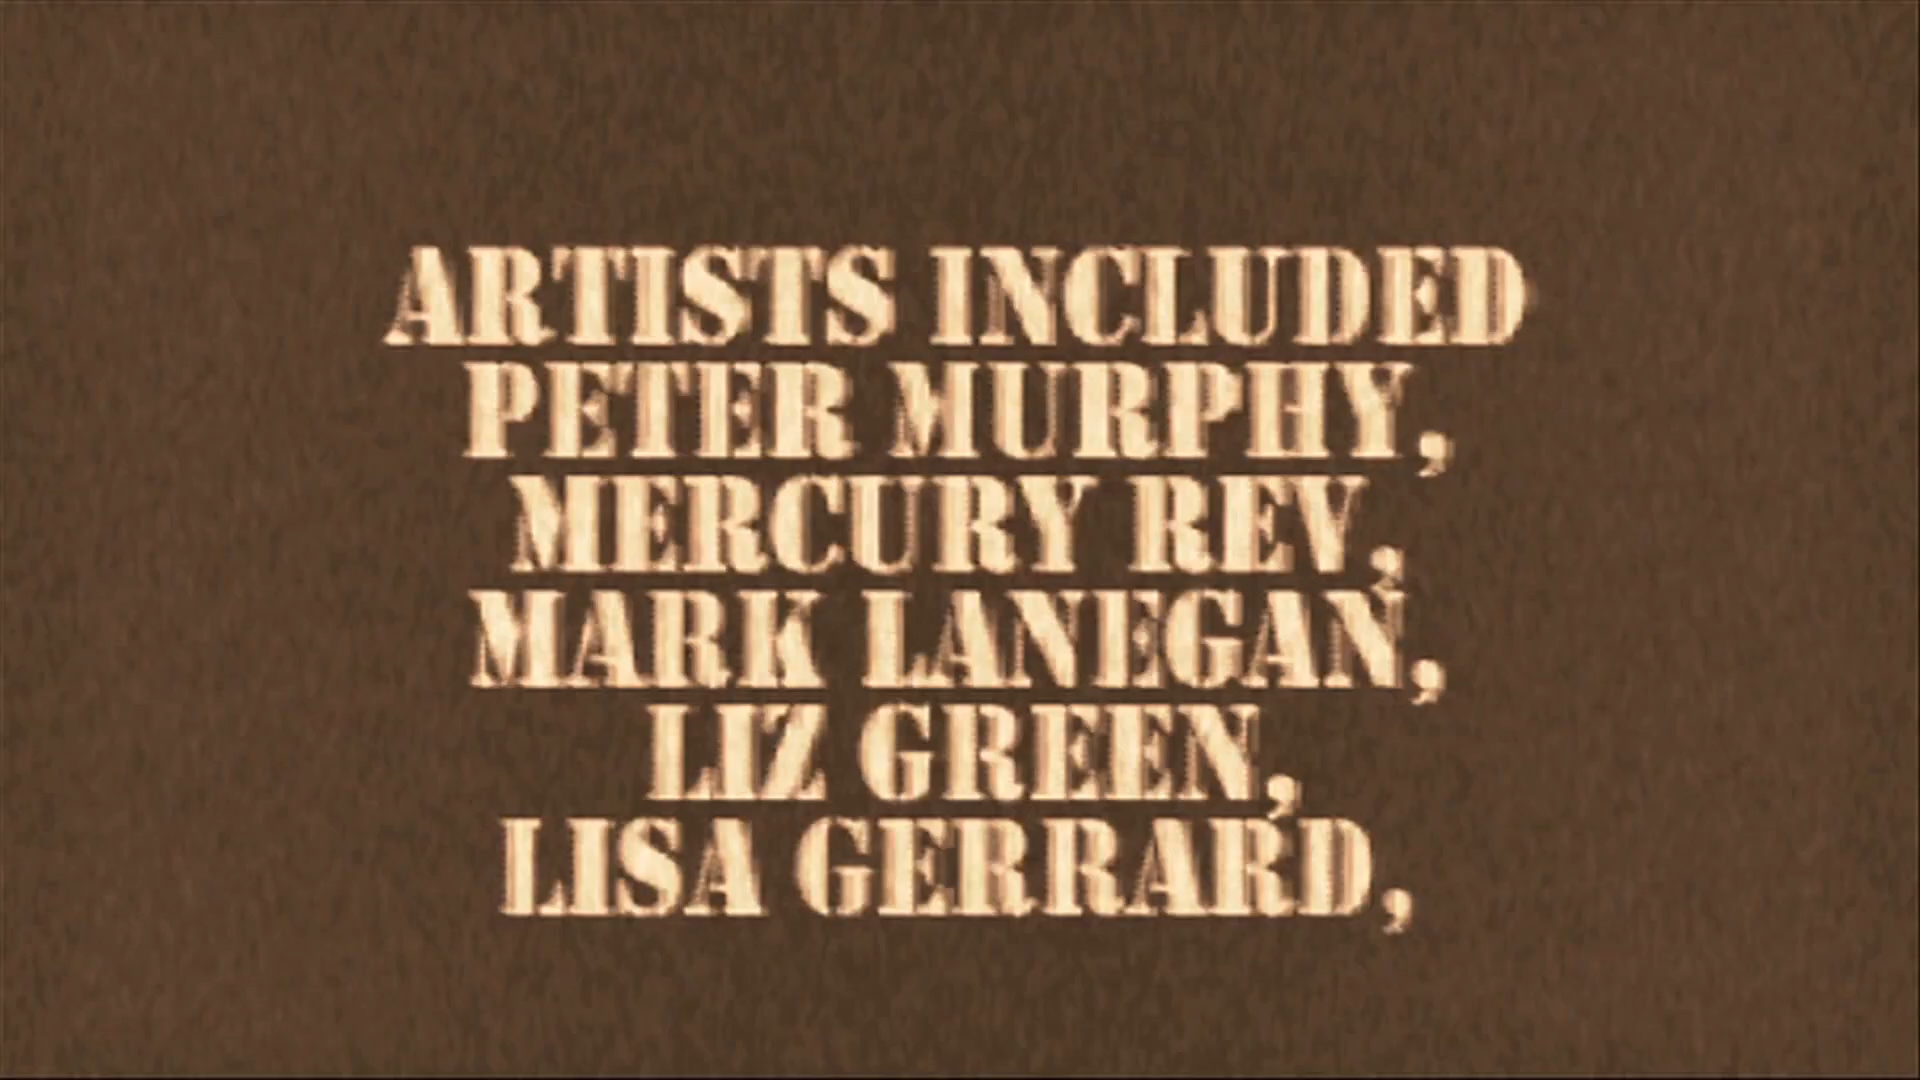 ARTISTS INCLUDED
PETER MURPHY,
MERCURY REV,
MARK LANEGAN,
LIZ GREEN,
LISA GERRARD,